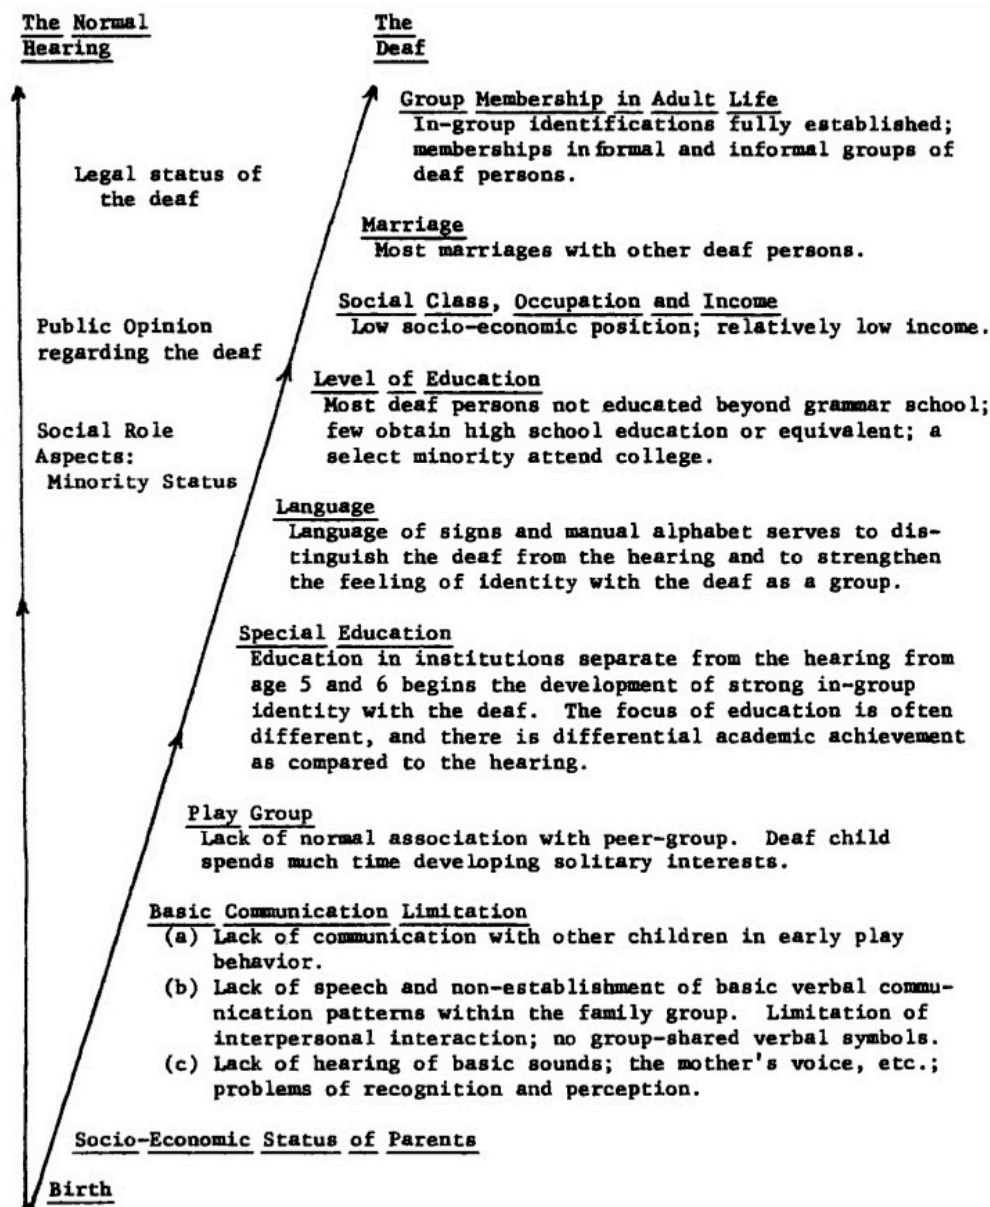 The Normal
Hearing
The
Deaf
Group Membership in Adult Life
In-group identifications fully established;
memberships in formal and informal groups of
deaf persons.
Legal status of
the deaf
Marriage
Most marriages with other deaf persons.
Social Class, Occupation and Income
Low socio-economic position; relatively low income.
Public Opinion
regarding the deaf
Level of Education
Most deaf persons not educated beyond grammar school;
few obtain high school education or equivalent; a
select minority attend college.
Social Role
Aspects:
Minority Status
Language
Language of signs and manual alphabet serves to dis-
tinguish the deaf from the hearing and to strengthen
the feeling of identity with the deaf as a group.
Special Education
Education in institutions separate from the hearing from
age 5 and 6 begins the development of strong in-group
identity with the deaf. The focus of education is often
different, and there is differential academic achievement
as compared to the hearing.
Play Group
Lack of normal association with peer-group. Deaf child
spends much time developing solitary interests.
Basic Communication Limitation
(a) Lack of communication with other children in early play
behavior.
(b) Lack of speech and non-establishment of basic verbal commu-
nication patterns within the family group. Limitation of
interpersonal interaction; no group-shared verbal symbols.
(c) Lack of hearing of basic sounds; the mother's voice, etc.;
problems of recognition and perception.
Socio-Economic Status of Parents
Birth